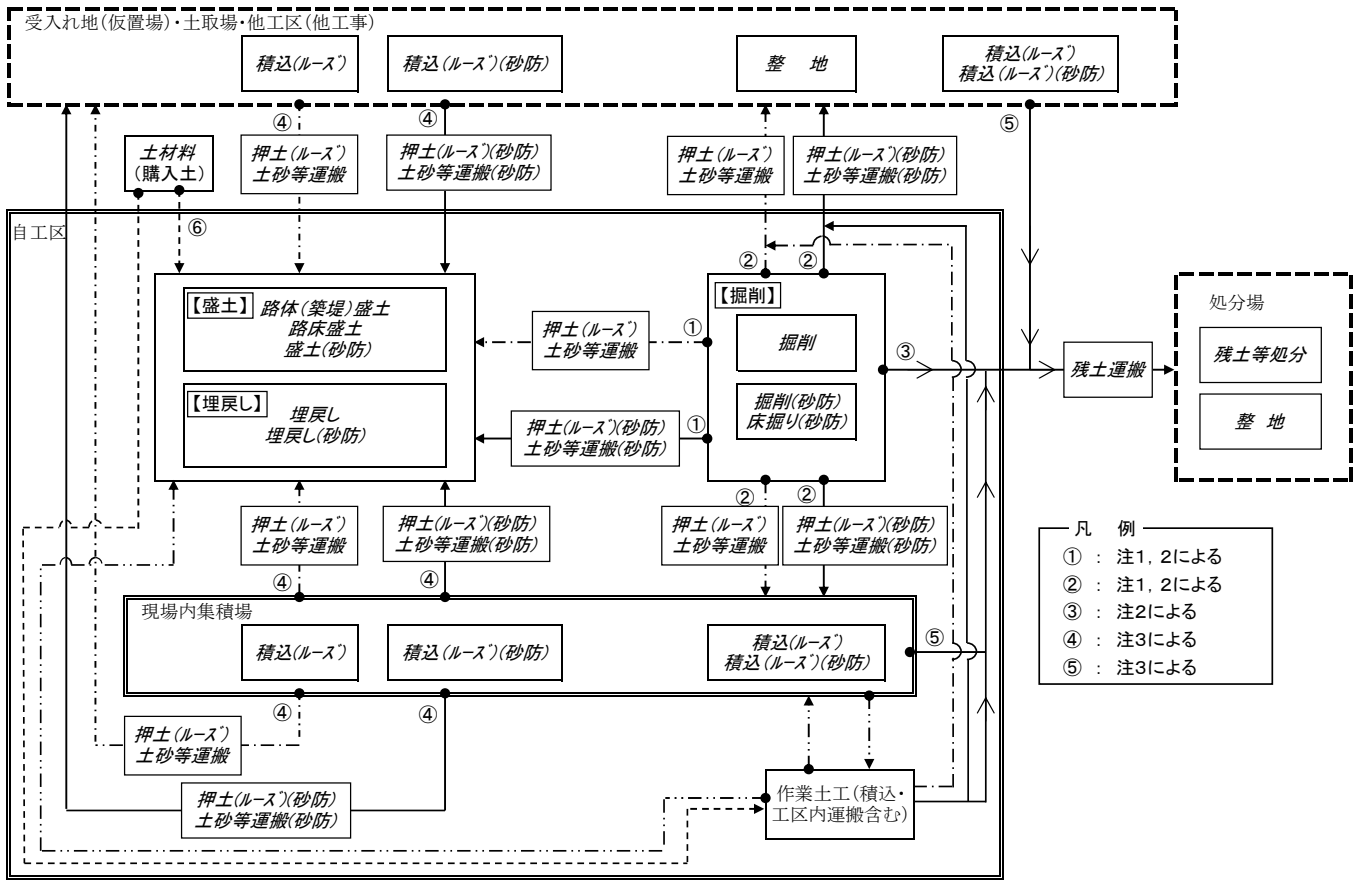 受入れ地(仮置場)・土取場・他工区(他工事)
積込(ルーズ)
積込(ルーズ)(砂防)
整 地
積込(ルーズ)
積込(ルーズ)(砂防)
④
④
⑤
土材料
(購入土)
押土(ルーズ)
土砂等運搬
押土(ルーズ)(砂防)
土砂等運搬(砂防)
押土(ルーズ)
土砂等運搬
押土(ルーズ)(砂防)
土砂等運搬(砂防)
自工区
⑥
②
②
【盛土】
路体(築堤)盛土
路床盛土
盛土(砂防)
【埋戻し】
埋戻し
埋戻し(砂防)
押土(ルーズ)
土砂等運搬
①
押土(ルーズ)(砂防)
土砂等運搬(砂防)
①
【掘削】
掘削
掘削(砂防)
床掘り(砂防)
③
残土運搬
処分場
残土等処分
整 地
②
②
押土(ルーズ)
土砂等運搬
押土(ルーズ)(砂防)
土砂等運搬(砂防)
押土(ルーズ)
土砂等運搬
押土(ルーズ)(砂防)
土砂等運搬(砂防)
④
④
凡 例
① : 注1, 2による
② : 注1, 2による
③ : 注2による
④ : 注3による
⑤ : 注3による
現場内集積場
積込(ルーズ)
積込(ルーズ)(砂防)
積込(ルーズ)
積込(ルーズ)(砂防)
⑤
④
④
押土(ルーズ)
土砂等運搬
押土(ルーズ)(砂防)
土砂等運搬(砂防)
作業土工(積込・
工区内運搬含む)